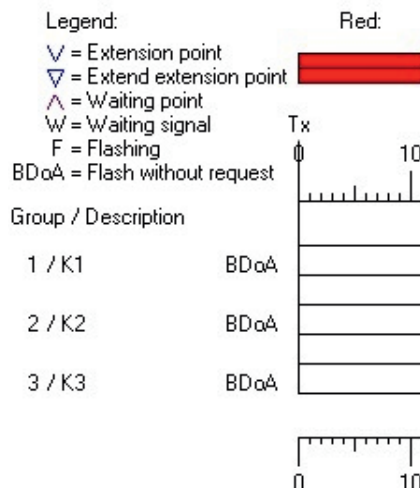 Legend: Red:
V = Extension point
∇ = Extend extension point
Λ = Waiting point
W = Waiting signal
F = Flashing
BDoA = Flash without request
Tx
0 10
Group / Description
1 / K1 BDoA
2 / K2 BDoA
3 / K3 BDoA
0 10